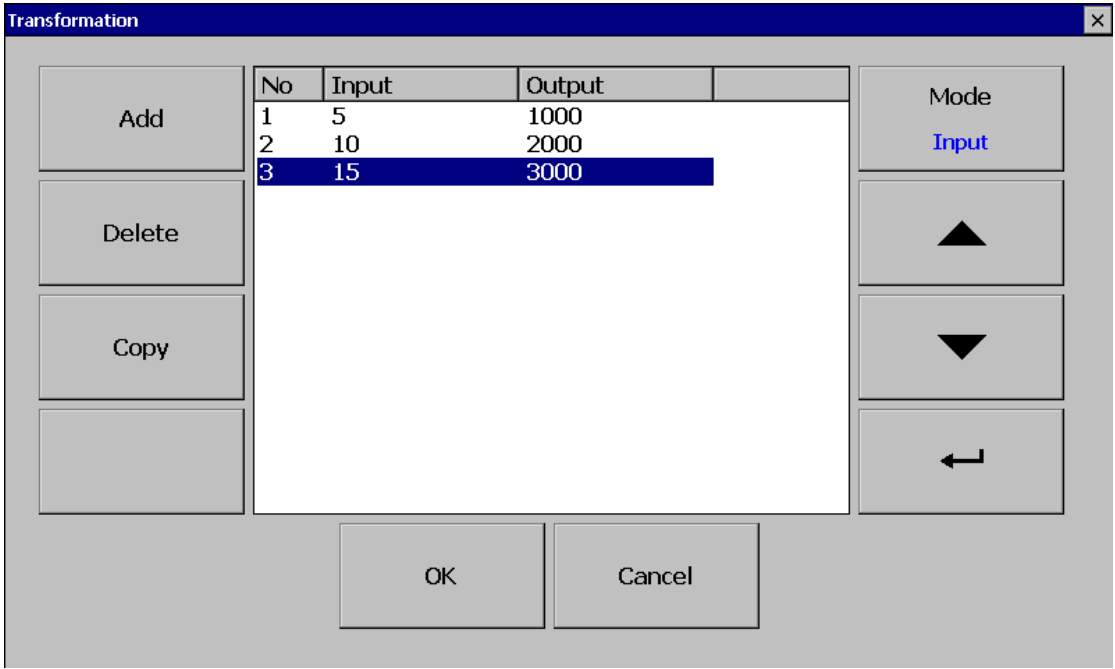 Transformation
Add
Delete
Copy
No Input Output
1 5 1000
2 10 2000
3 15 3000
Mode
Input
OK
Cancel